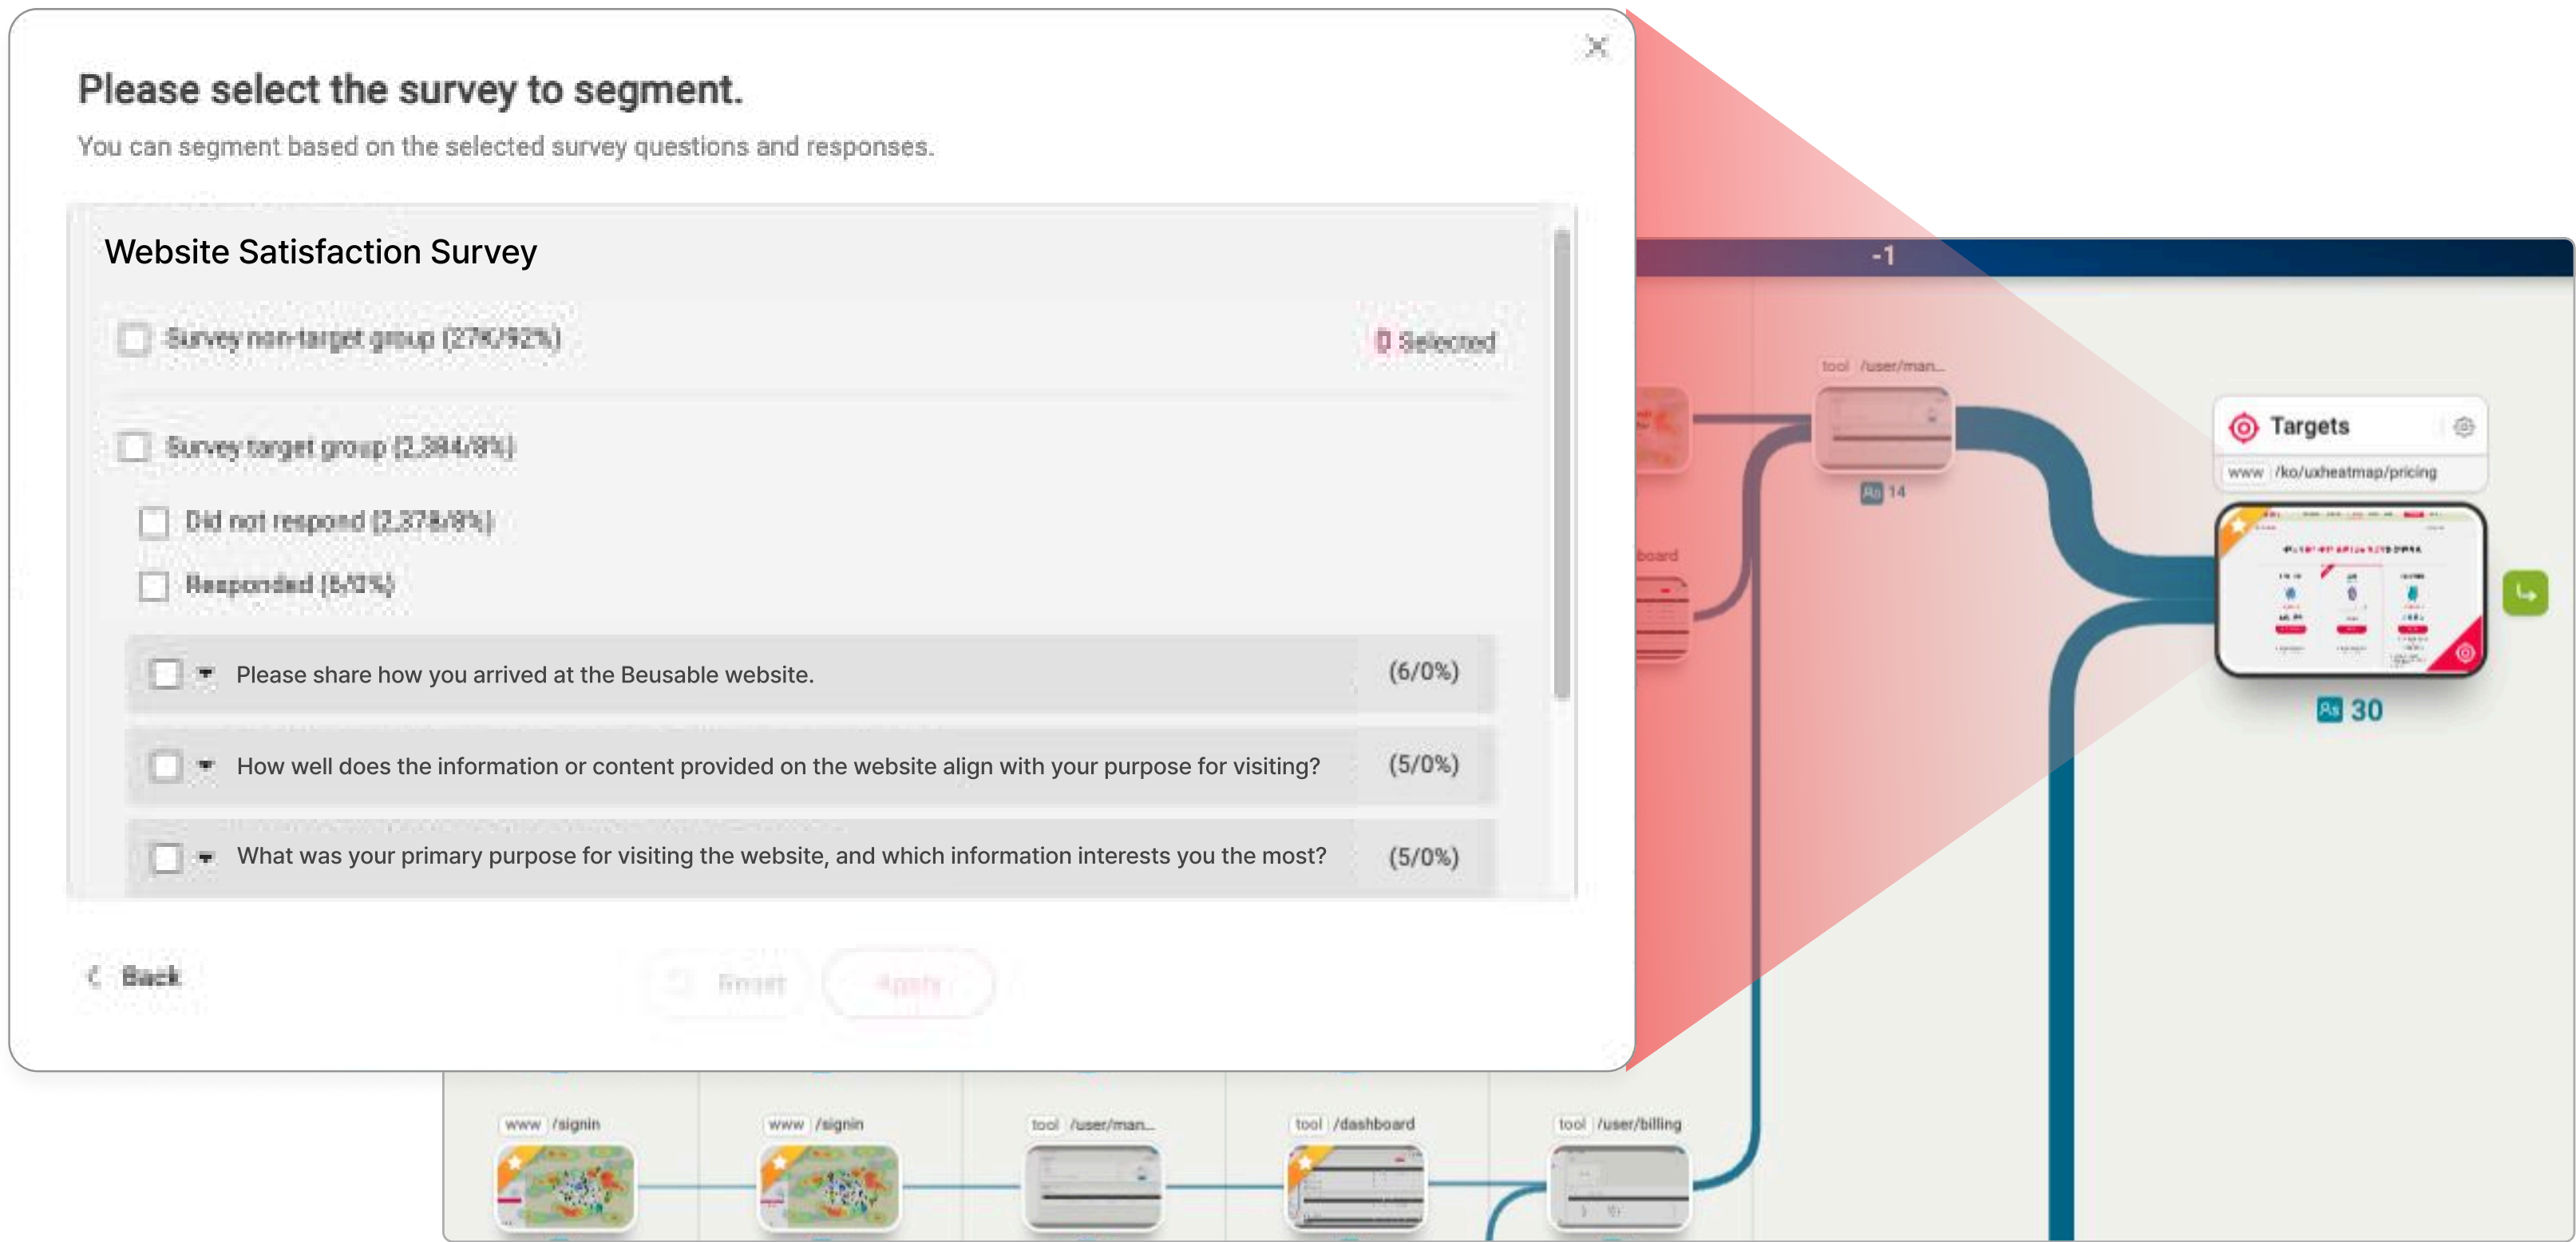 Please select the survey to segment.
You can segment based on the selected survey questions and responses.
Website Satisfaction Survey
Survey non-target group (27K/92%)
0 Selected
Survey target group (2,384/8%)
Did not respond (2,378/8%)
Responded (6/0%)
Please share how you arrived at the Beusable website.
(6/0%)
How well does the information or content provided on the website align with your purpose for visiting?
(5/0%)
What was your primary purpose for visiting the website, and which information interests you the most?
(5/0%)
Back
Reset
Apply
-1
tool /user/man...
14
board
Targets
www /ko/uxheatmap/pricing
30
www /signin
www /signin
tool /user/man...
tool /dashboard
tool /user/billing